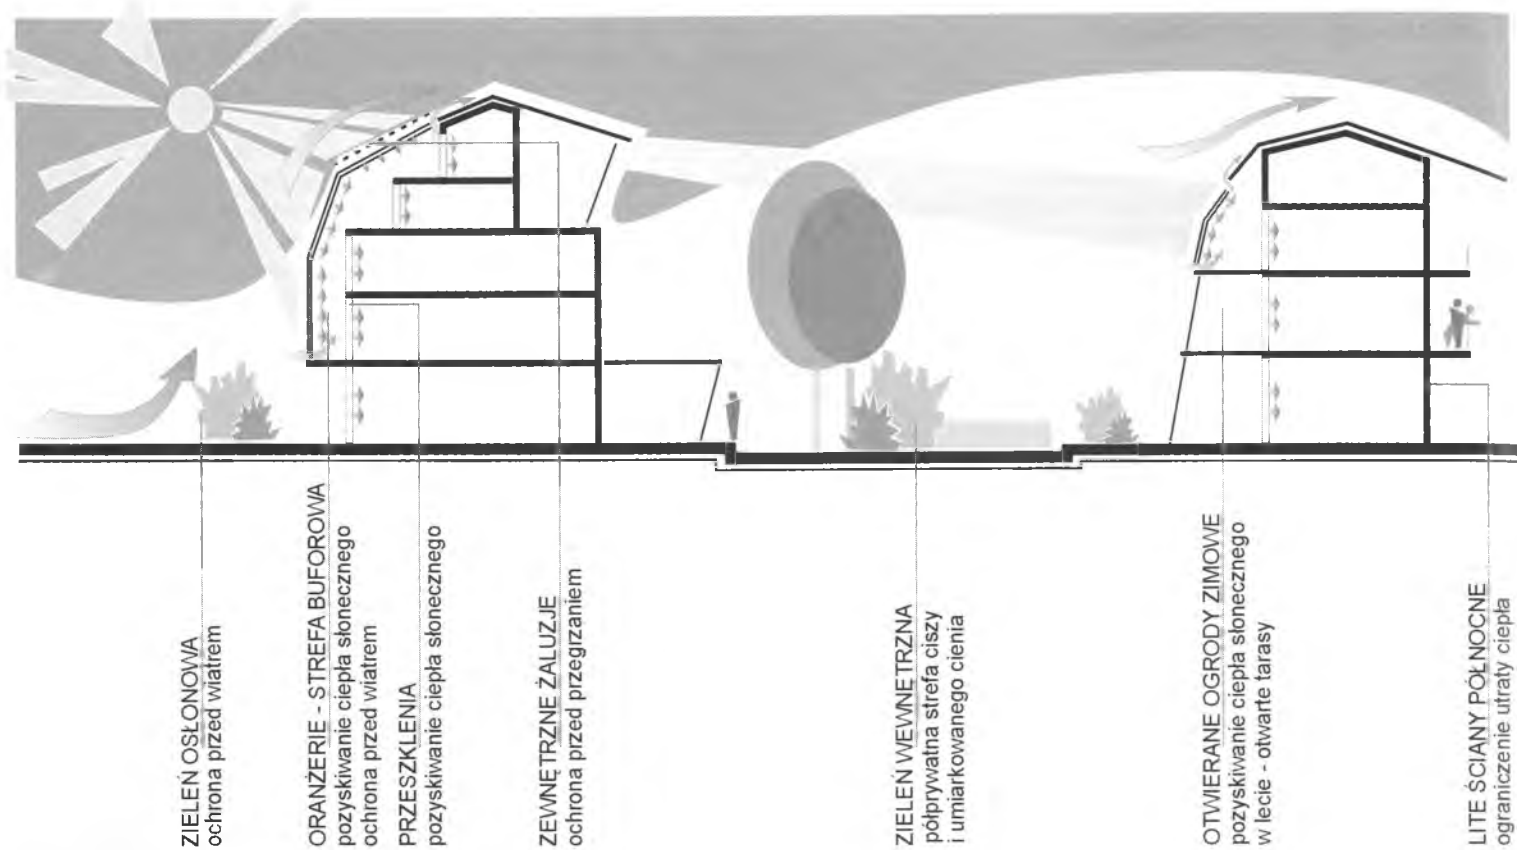 ZIELEŃ OSŁONOWA
ochrona przed wiatrem
ORANŻERIE - STREFA BUFOROWA
pozyskiwanie ciepła słonecznego
ochrona przed wiatrem
PRZESZKLENIA
pozyskiwanie ciepła słonecznego
ZEWNĘTRZNE ŻALUZJE
ochrona przed przegrzaniem
ZIELEŃ WEWNĘTRZNA
półprywatna strefa ciszy
i umiarkowanego cienia
OTWIERANE OGRODY ZIMOWE
pozyskiwanie ciepła słonecznego
w lecie - otwarte tarasy
LITE ŚCIANY PÓŁNOCNE
ograniczenie utraty ciepła